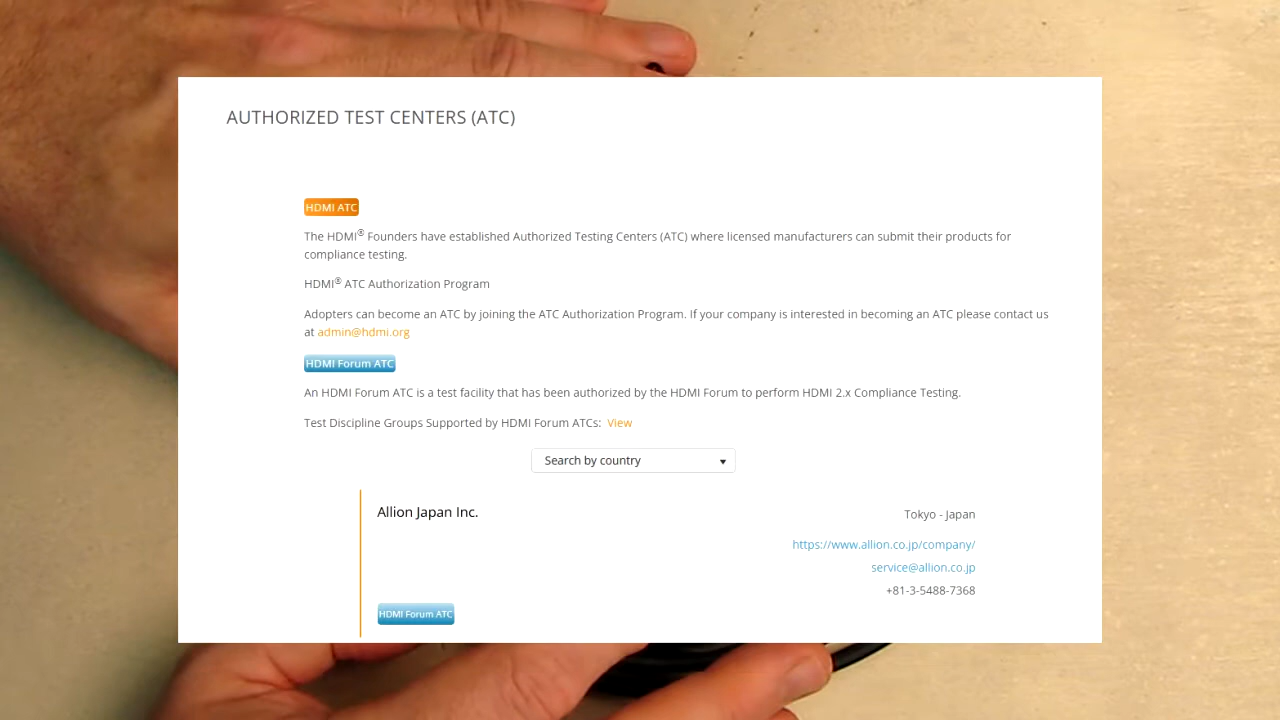 AUTHORIZED TEST CENTERS (ATC)
HDMI ATC
The HDMI® Founders have established Authorized Testing Centers (ATC) where licensed manufacturers can submit their products for
compliance testing.
HDMI® ATC Authorization Program
Adopters can become an ATC by joining the ATC Authorization Program. If your company is interested in becoming an ATC please contact us
at admin@hdmi.org
HDMI Forum ATC
An HDMI Forum ATC is a test facility that has been authorized by the HDMI Forum to perform HDMI 2.x Compliance Testing.
Test Discipline Groups Supported by HDMI Forum ATCs: View
Search by country
Allion Japan Inc.
Tokyo - Japan
https://www.allion.co.jp/company/
service@allion.co.jp
+81-3-5488-7368
HDMI Forum ATC